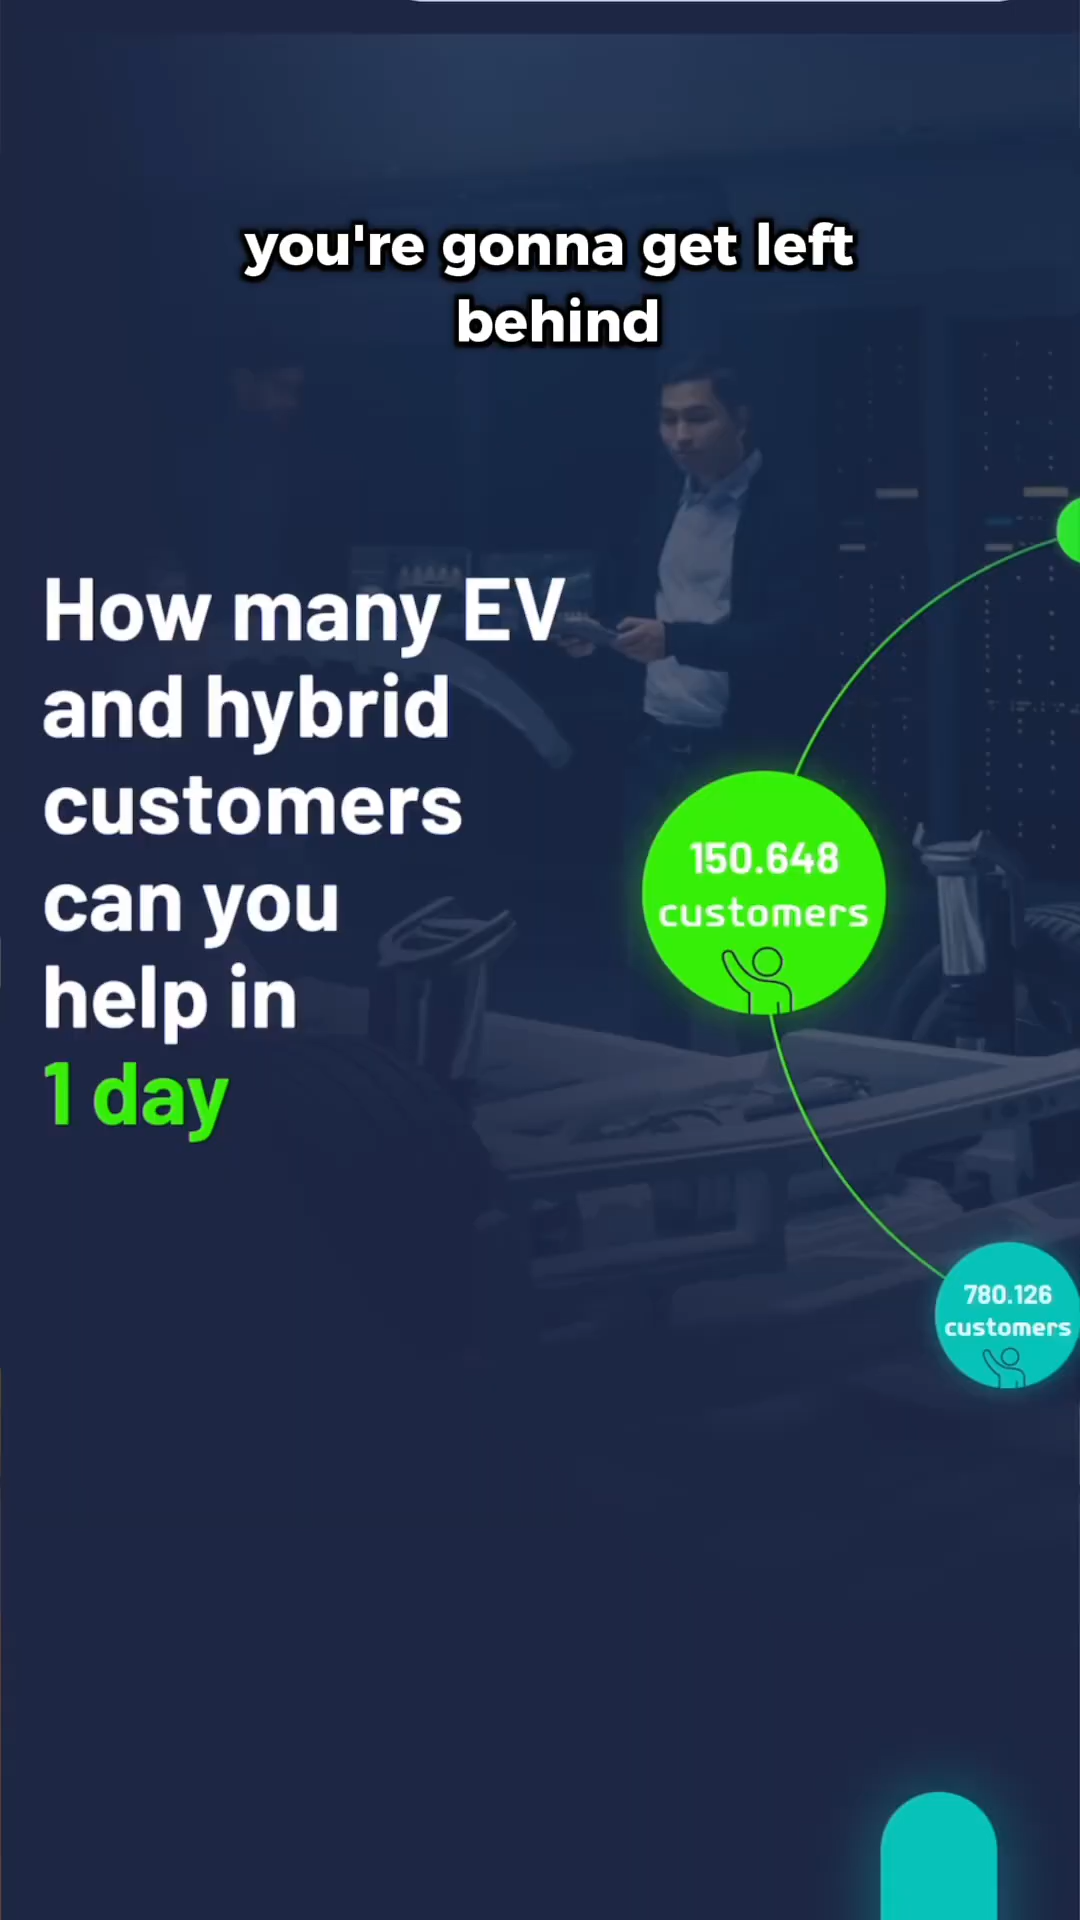 you're gonna get left
behind
How many EV
and hybrid
customers
can you
help in
1 day
150.648
customers
780.126
customers